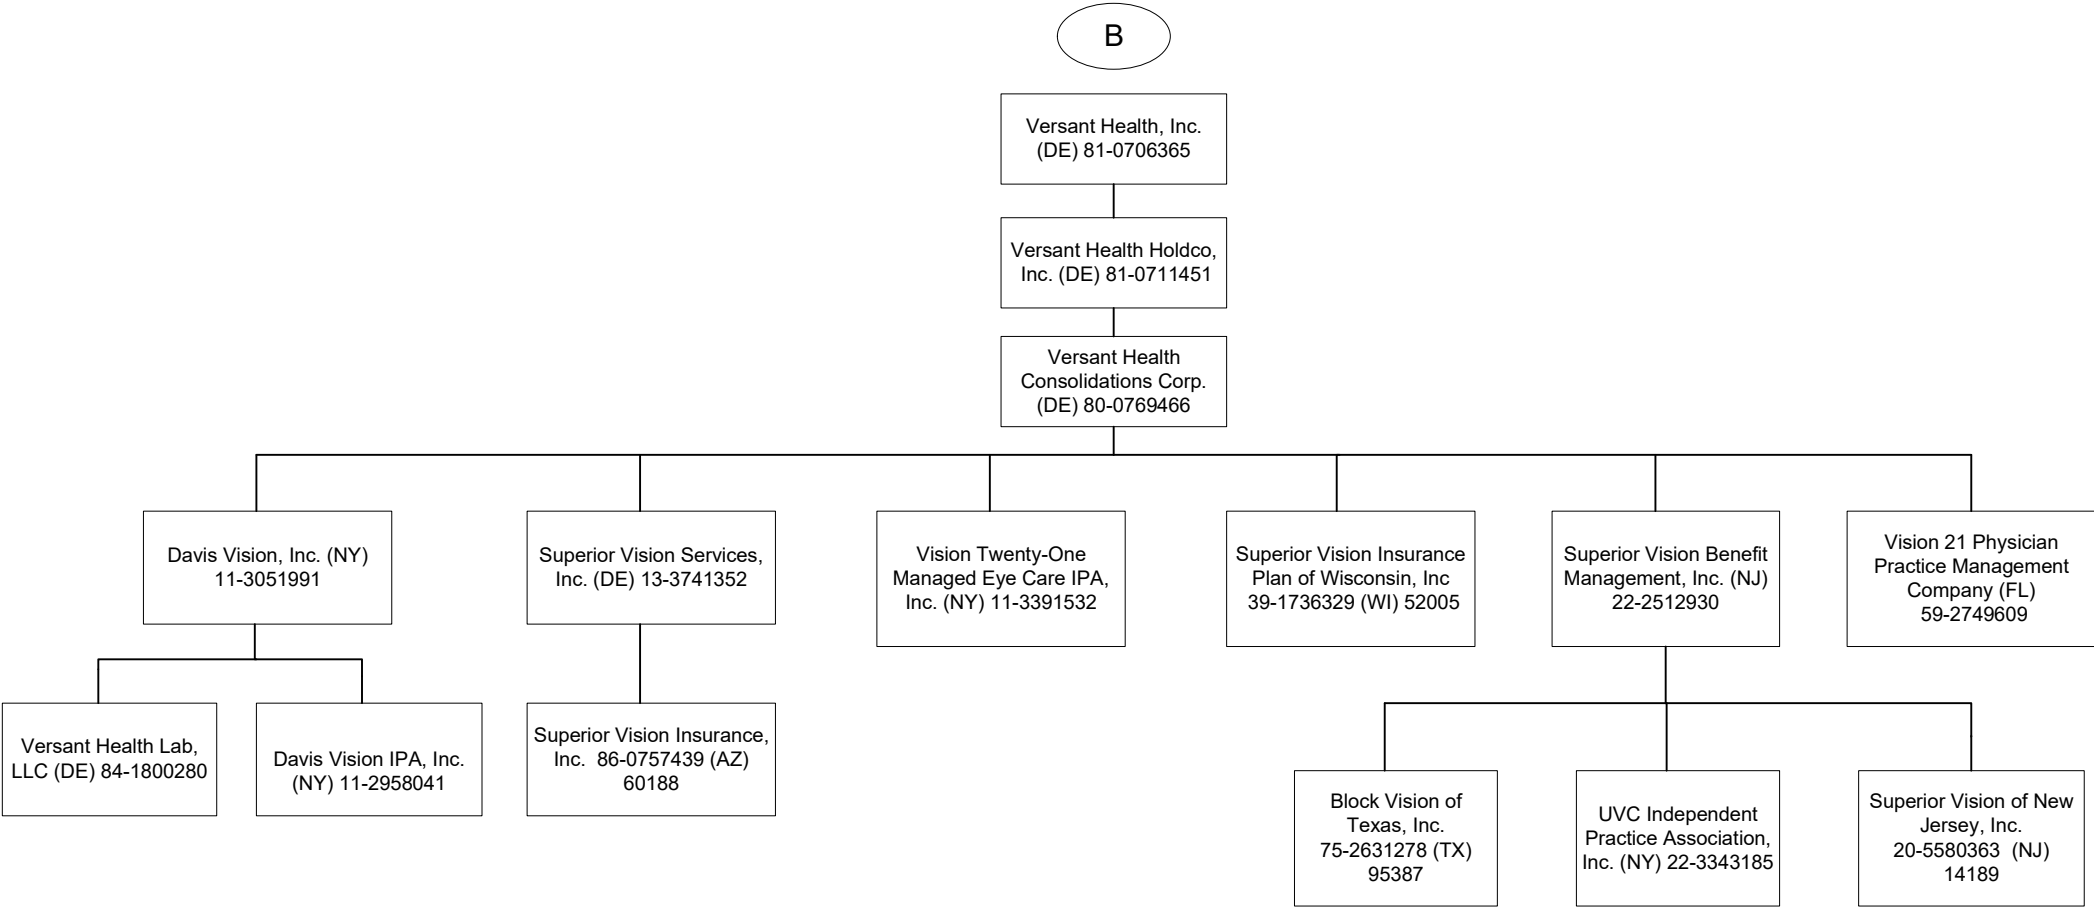 B
Versant Health, Inc.
(DE) 81-0706365
Versant Health Holdco,
Inc. (DE) 81-0711451
Versant Health
Consolidations Corp.
(DE) 80-0769466
Davis Vision, Inc. (NY)
11-3051991
Superior Vision Services,
Inc. (DE) 13-3741352
Vision Twenty-One
Managed Eye Care IPA,
Inc. (NY) 11-3391532
Superior Vision Insurance
Plan of Wisconsin, Inc
39-1736329 (WI) 52005
Superior Vision Benefit
Management, Inc. (NJ)
22-2512930
Vision 21 Physician
Practice Management
Company (FL)
59-2749609
Versant Health Lab,
LLC (DE) 84-1800280
Davis Vision IPA, Inc.
(NY) 11-2958041
Superior Vision Insurance,
Inc.  86-0757439 (AZ)
60188
Block Vision of
Texas, Inc.
75-2631278 (TX)
95387
UVC Independent
Practice Association,
Inc. (NY) 22-3343185
Superior Vision of New
Jersey, Inc.
20-5580363  (NJ)
14189